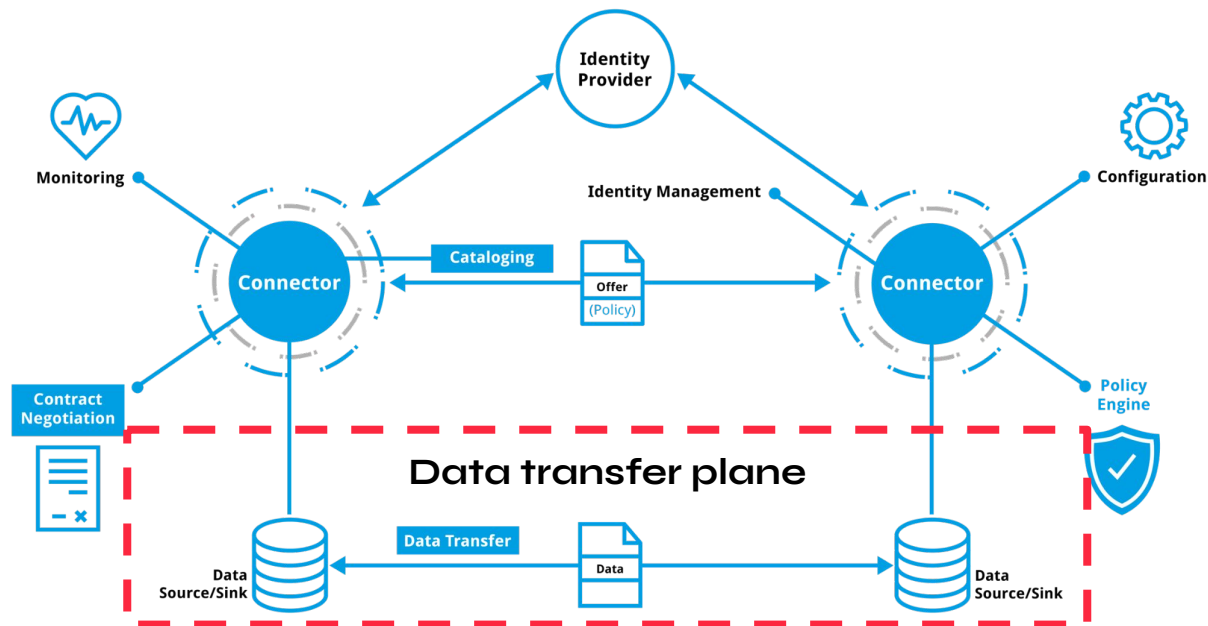 Identity
Provider
Monitoring
Identity Management
Configuration
Cataloging
Connector
Offer
(Policy)
Connector
Contract
Negotiation
Policy
Engine
Data transfer plane
Data Transfer
Data
Source/Sink
Data
Data
Source/Sink